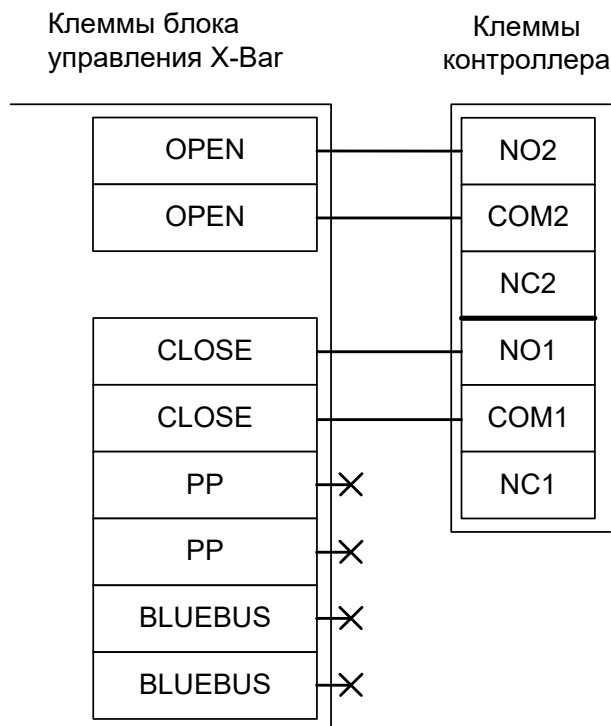 Клеммы блока
управления X-Bar
Клеммы
контроллера
OPEN
OPEN
CLOSE
CLOSE
PP
PP
BLUEBUS
BLUEBUS
NO2
COM2
NC2
NO1
COM1
NC1